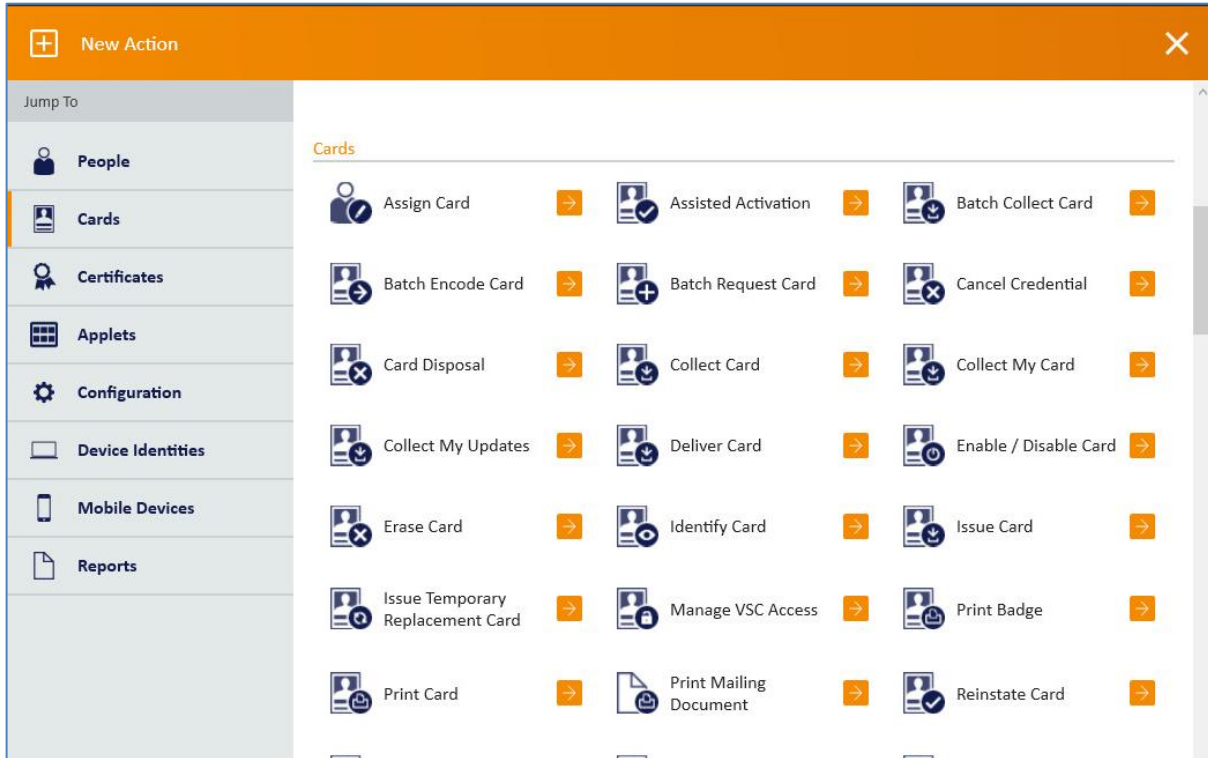 New Action
Jump To
People
Cards
Certificates
Applets
Configuration
Device Identities
Mobile Devices
Reports
Cards
Assign Card
Assisted Activation
Batch Collect Card
Batch Encode Card
Batch Request Card
Cancel Credential
Card Disposal
Collect Card
Collect My Card
Collect My Updates
Deliver Card
Enable / Disable Card
Erase Card
Identify Card
Issue Card
Issue Temporary
Replacement Card
Manage VSC Access
Print Badge
Print Card
Print Mailing
Document
Reinstate Card